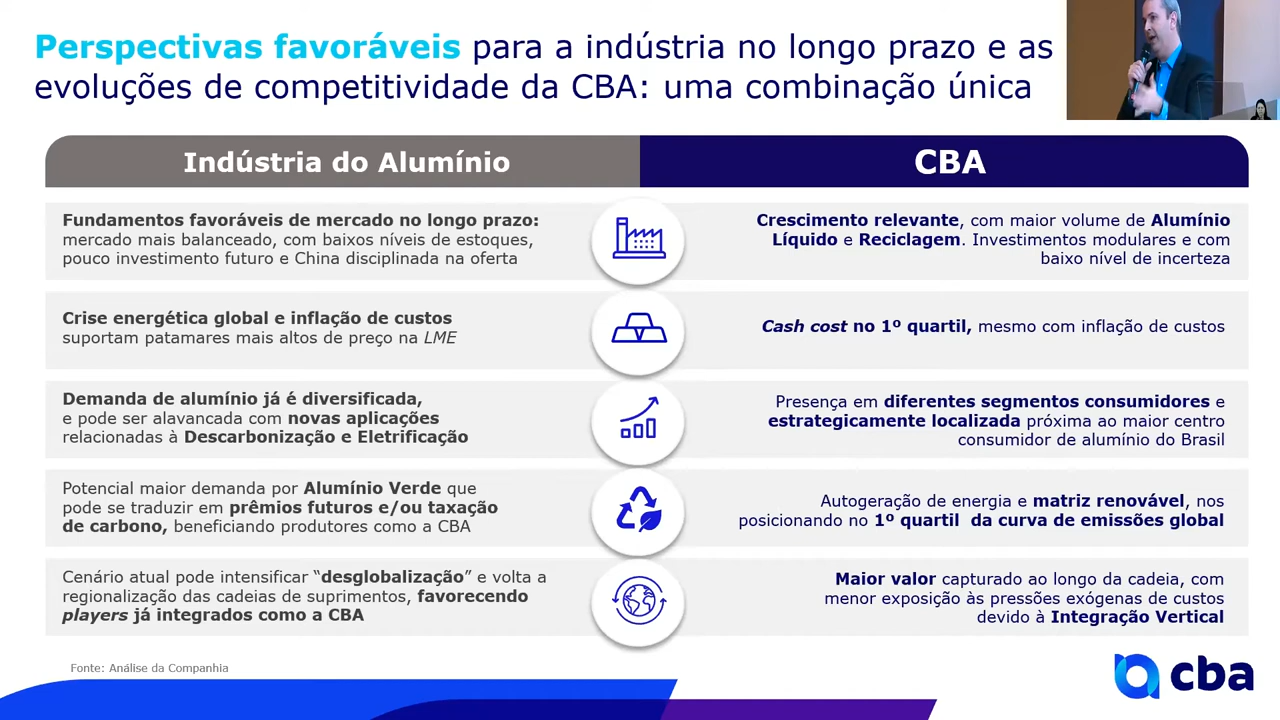 Perspectivas favoráveis para a indústria no longo prazo e as
evoluções de competitividade da CBA: uma combinação única
Indústria do Alumínio
CBA
Fundamentos favoráveis de mercado no longo prazo:
mercado mais balanceado, com baixos níveis de estoques,
pouco investimento futuro e China disciplinada na oferta
Crescimento relevante, com maior volume de Alumínio
Líquido e Reciclagem. Investimentos modulares e com
baixo nível de incerteza
Crise energética global e inflação de custos
suportam patamares mais altos de preço na LME
Cash cost no 1º quartil, mesmo com inflação de custos
Demanda de alumínio já é diversificada,
e pode ser alavancada com novas aplicações
relacionadas à Descarbonização e Eletrificação
Presença em diferentes segmentos consumidores e
estrategicamente localizada próxima ao maior centro
consumidor de alumínio do Brasil
Potencial maior demanda por Alumínio Verde que
pode se traduzir em prêmios futuros e/ou taxação
de carbono, beneficiando produtores como a CBA
Autogeração de energia e matriz renovável, nos
posicionando no 1º quartil da curva de emissões global
Cenário atual pode intensificar “desglobalização” e volta a
regionalização das cadeias de suprimentos, favorecendo
players já integrados como a CBA
Maior valor capturado ao longo da cadeia, com
menor exposição às pressões exógenas de custos
devido à Integração Vertical
Fonte: Análise da Companhia
cba